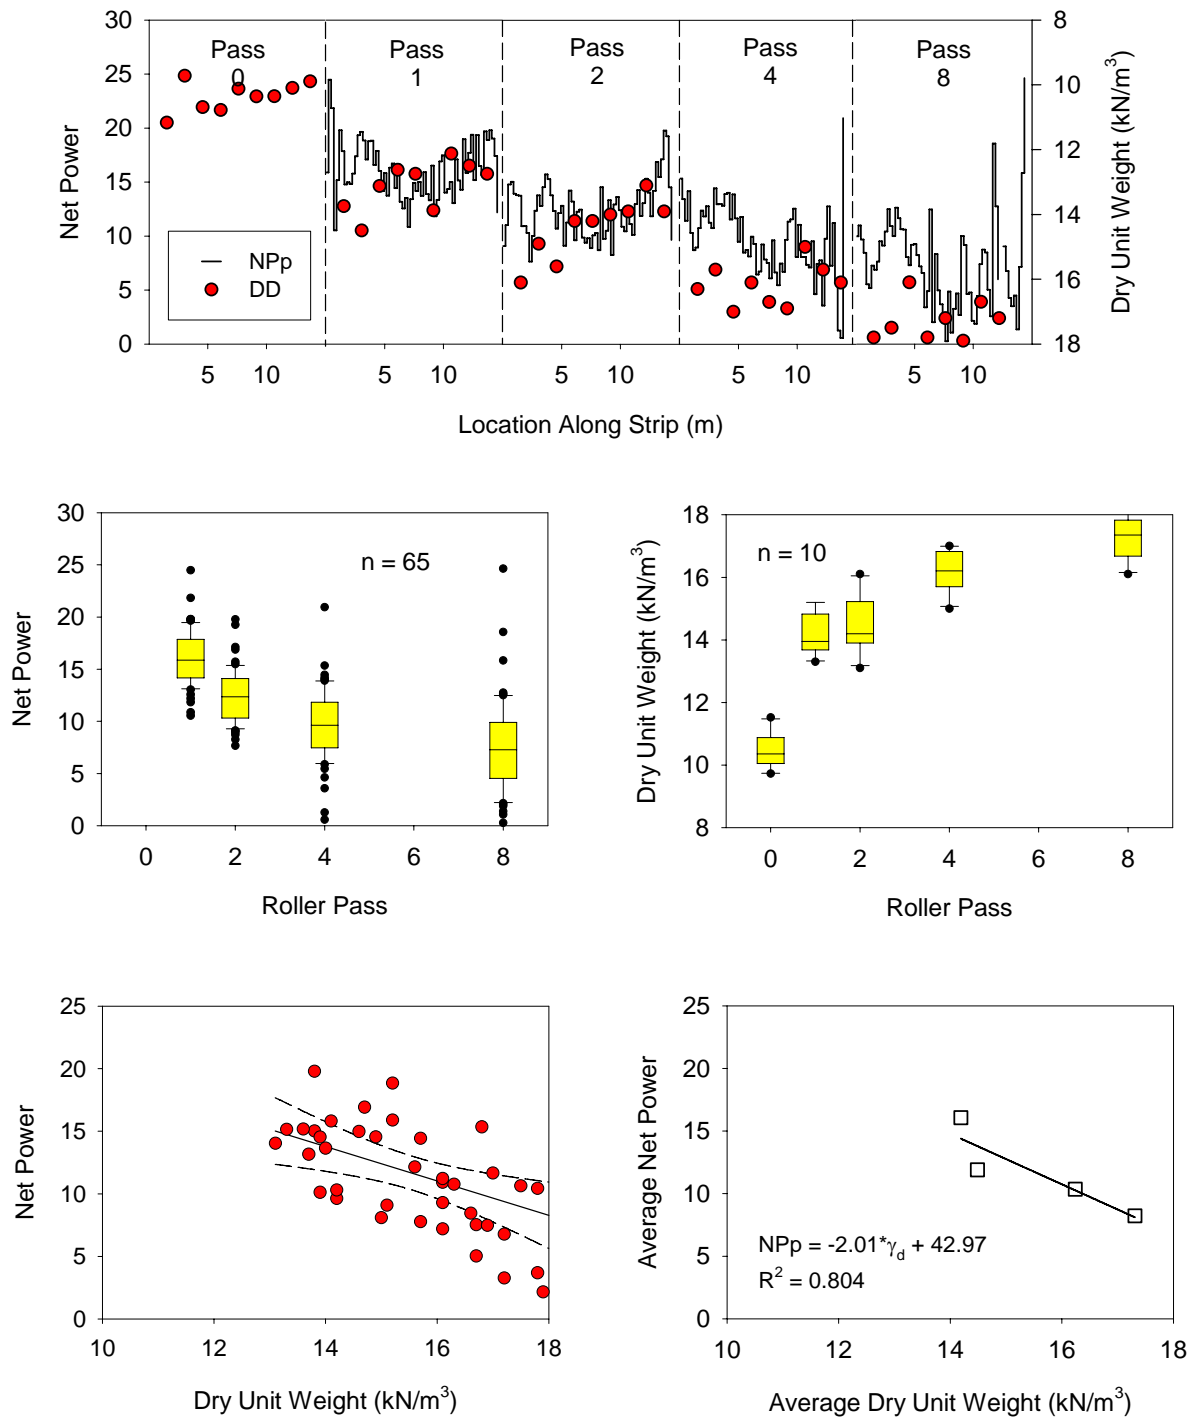 30
25
20
15
10
5
0
Net Power
Pass
0
Pass
1
Pass
2
Pass
4
Pass
8
NPp
DD
8
10
12
14
16
18
Dry Unit Weight (kN/m³)
5 10 5 10 5 10 5 10 5 10
Location Along Strip (m)
30
25
20
15
10
5
0
Net Power
n = 65
0 2 4 6 8
Roller Pass
18
16
14
12
10
8
Dry Unit Weight (kN/m³)
n = 10
0 2 4 6 8
Roller Pass
25
20
15
10
5
0
Net Power
10 12 14 16 18
Dry Unit Weight (kN/m³)
25
20
15
10
5
0
Average Net Power
NPp = -2.01*γd + 42.97
R² = 0.804
10 12 14 16 18
Average Dry Unit Weight (kN/m³)